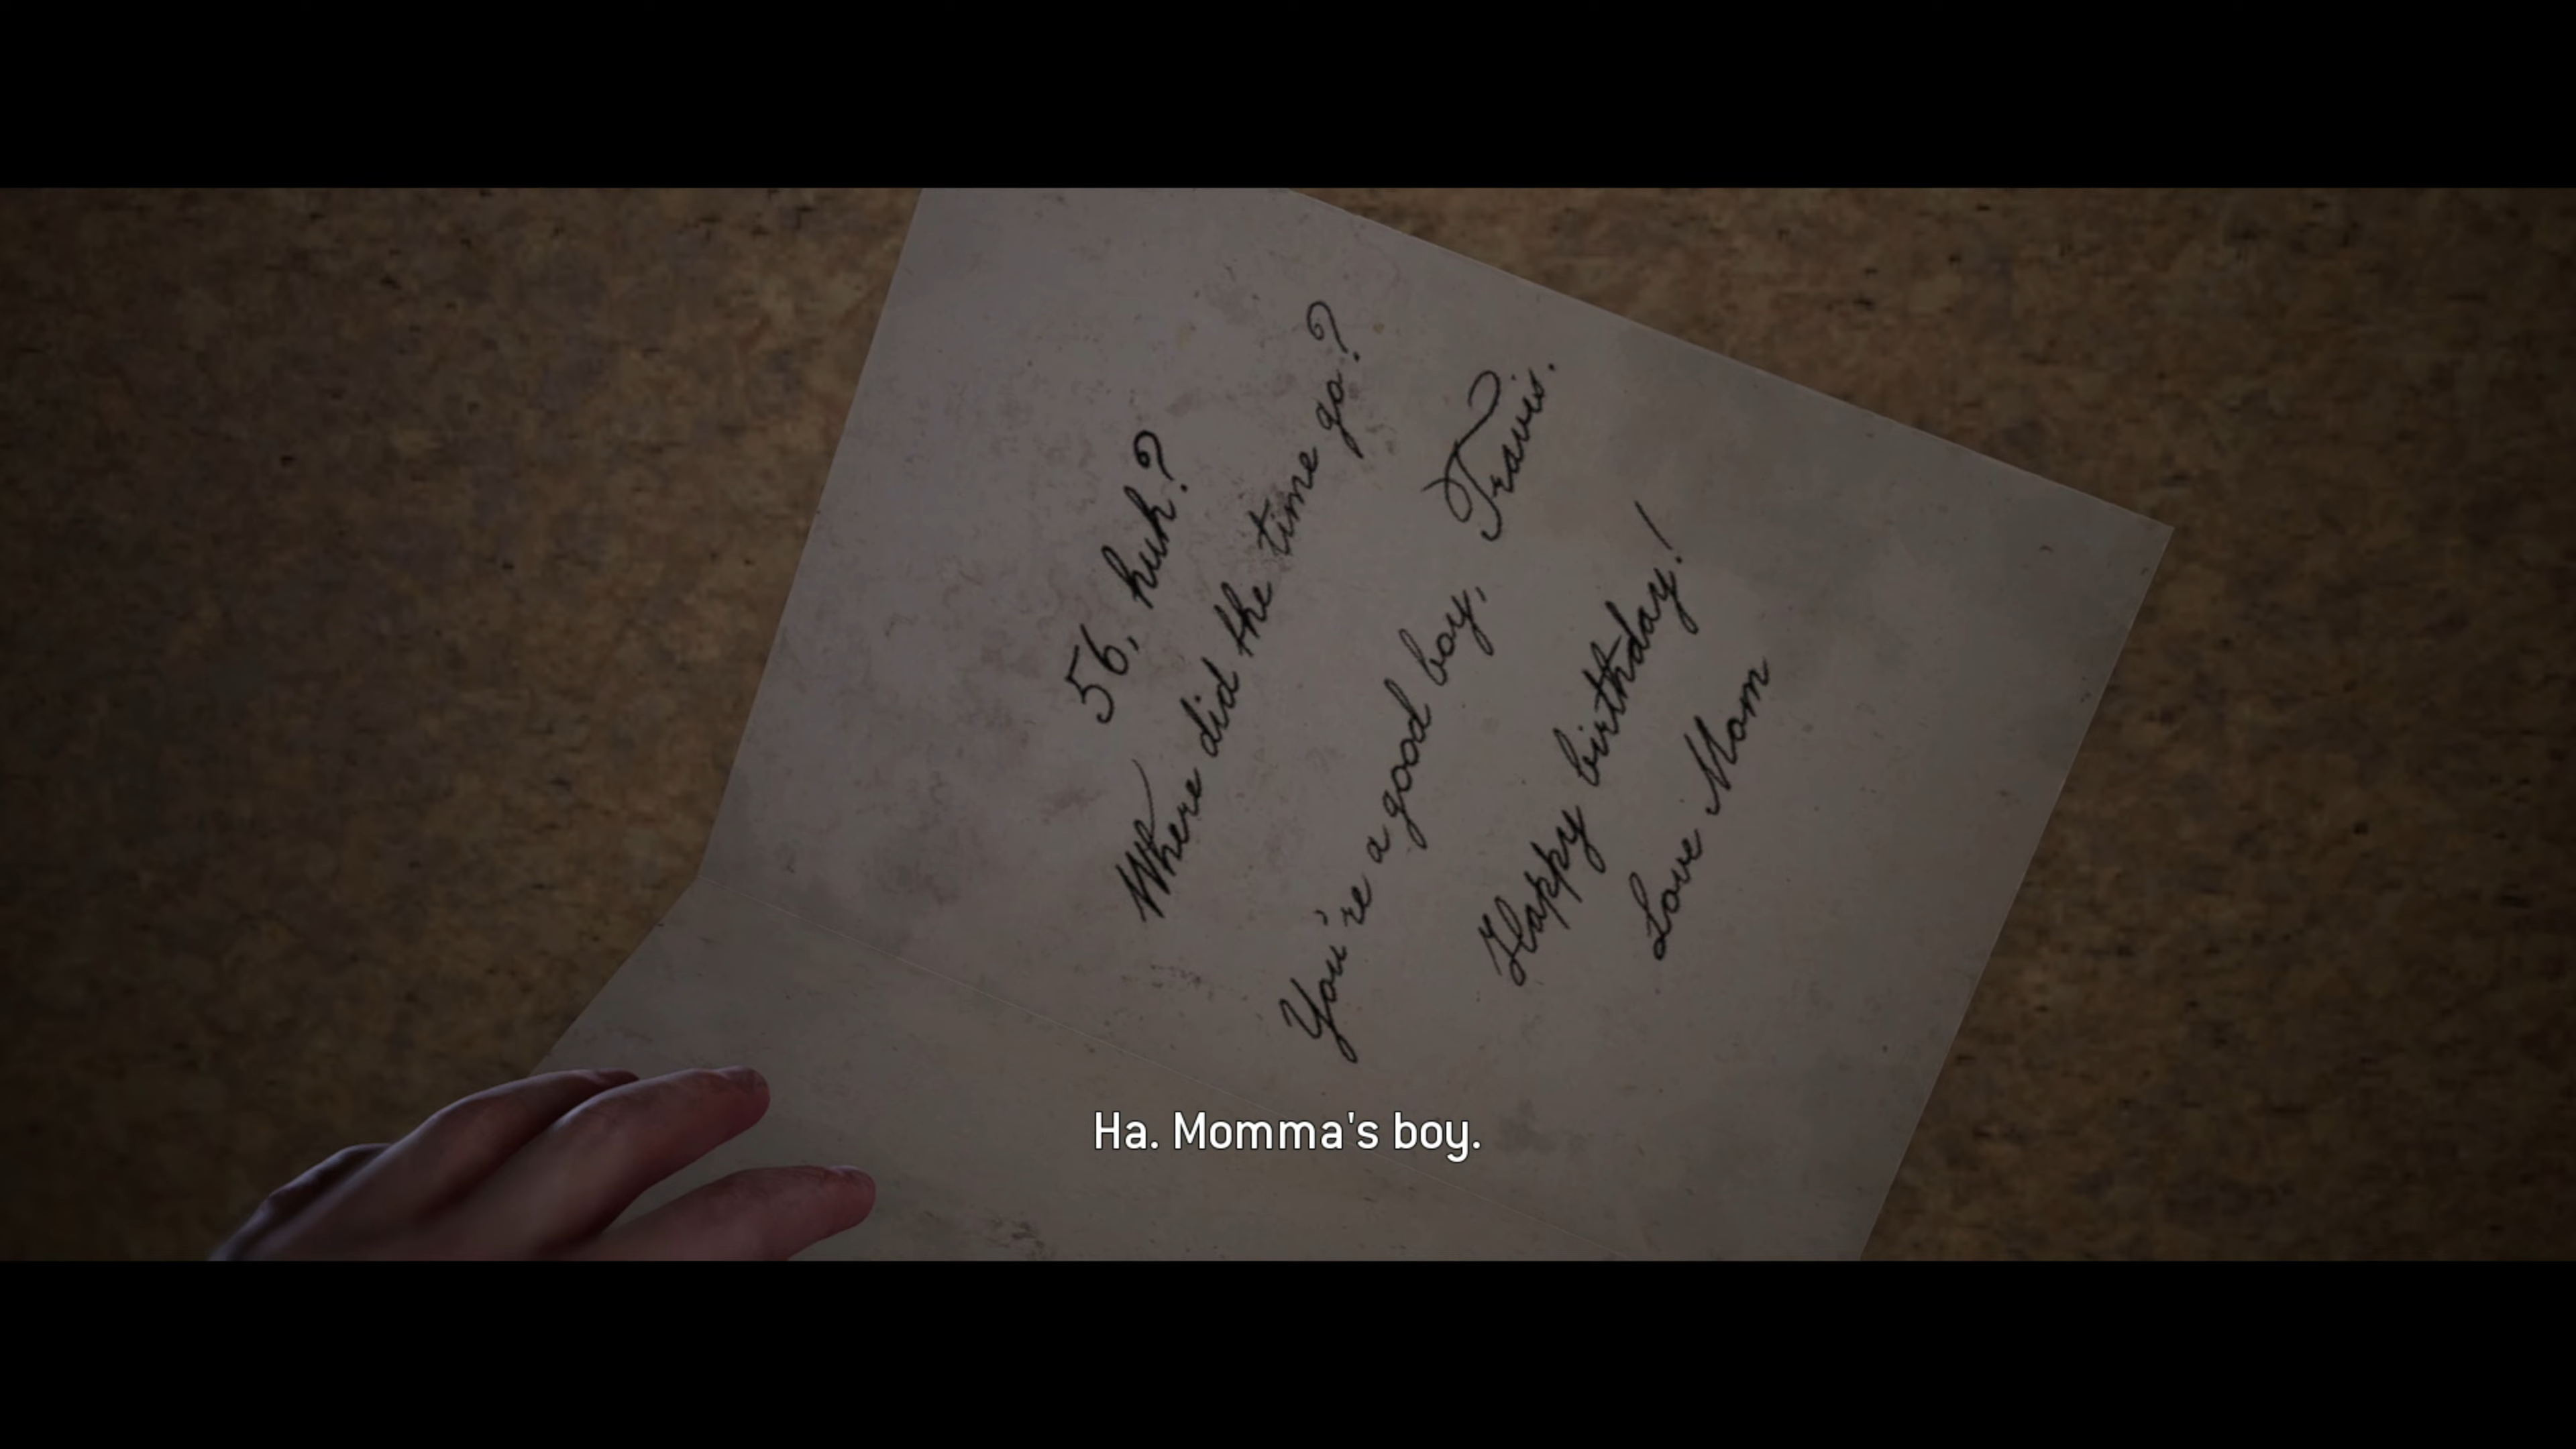 56, huh?
Where did the time go?
You're a good boy, Travis.
Happy birthday!
Love Mom
Ha. Momma's boy.